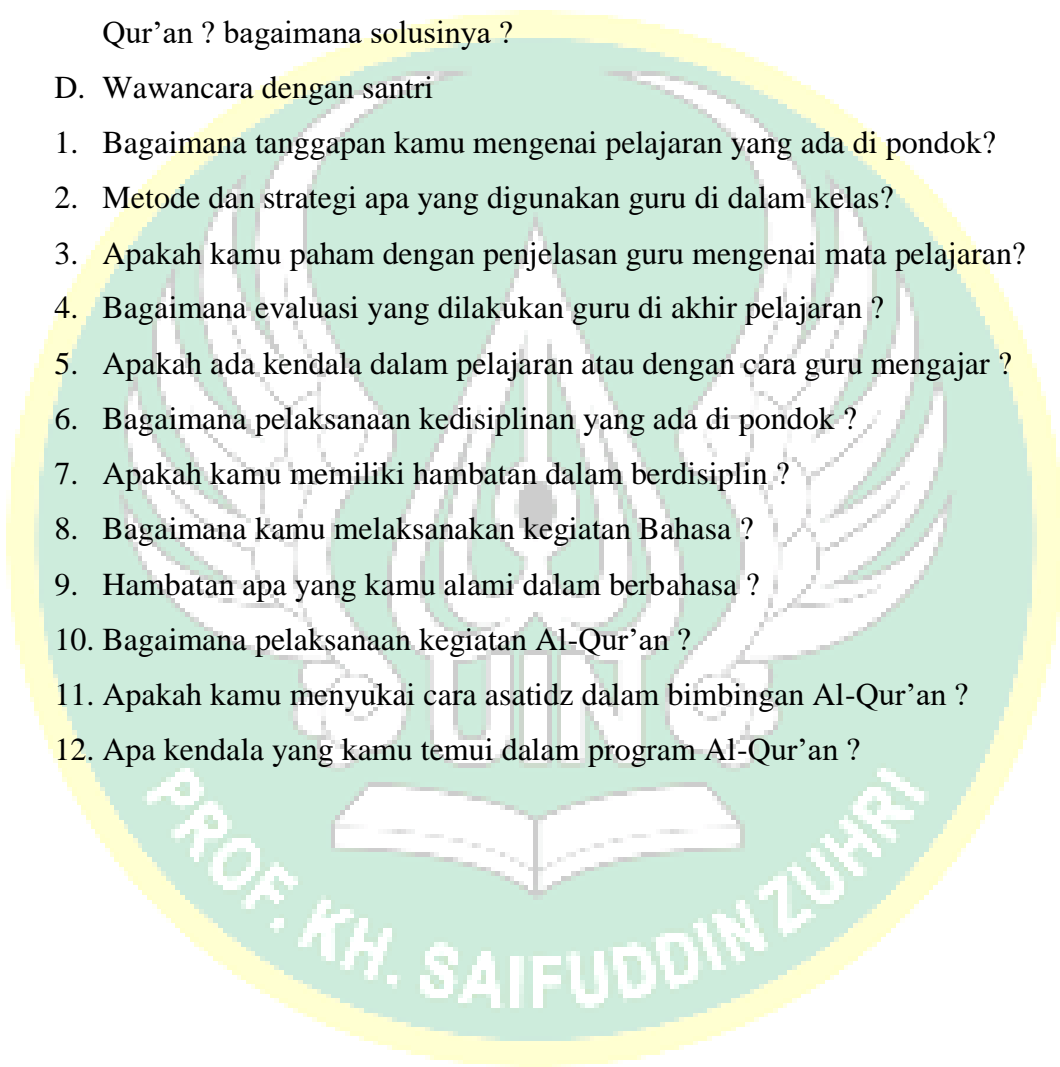 Qur’an ? bagaimana solusinya ?
D. Wawancara dengan santri
1. Bagaimana tanggapan kamu mengenai pelajaran yang ada di pondok?
2. Metode dan strategi apa yang digunakan guru di dalam kelas?
3. Apakah kamu paham dengan penjelasan guru mengenai mata pelajaran?
4. Bagaimana evaluasi yang dilakukan guru di akhir pelajaran ?
5. Apakah ada kendala dalam pelajaran atau dengan cara guru mengajar ?
6. Bagaimana pelaksanaan kedisiplinan yang ada di pondok ?
7. Apakah kamu memiliki hambatan dalam berdisiplin ?
8. Bagaimana kamu melaksanakan kegiatan Bahasa ?
9. Hambatan apa yang kamu alami dalam berbahasa ?
10. Bagaimana pelaksanaan kegiatan Al-Qur’an ?
11. Apakah kamu menyukai cara asatidz dalam bimbingan Al-Qur’an ?
12. Apa kendala yang kamu temui dalam program Al-Qur’an ?
UIN
PROF. KH. SAIFUDDIN ZUHRI